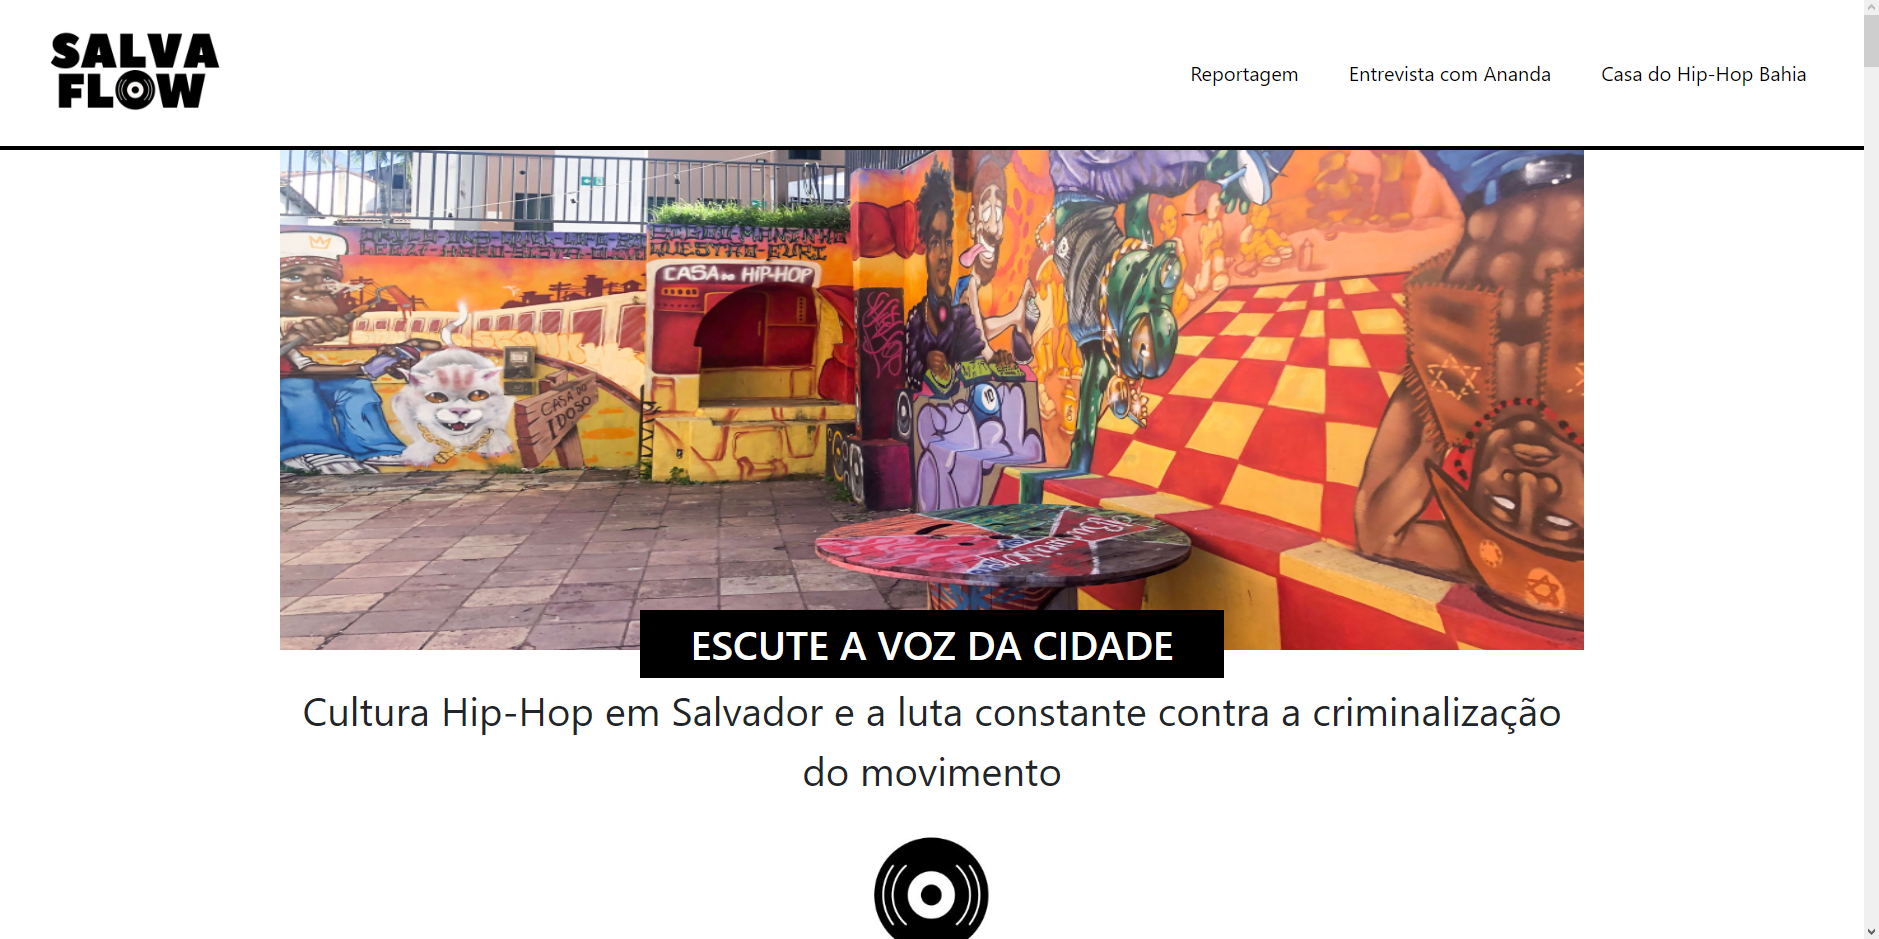 SALVA
FLOW
Reportagem
Entrevista com Ananda
Casa do Hip-Hop Bahia
CASA DO HIP-HOP
CASA DO
IDOSO
ESCUTE A VOZ DA CIDADE
Cultura Hip-Hop em Salvador e a luta constante contra a criminalização
do movimento